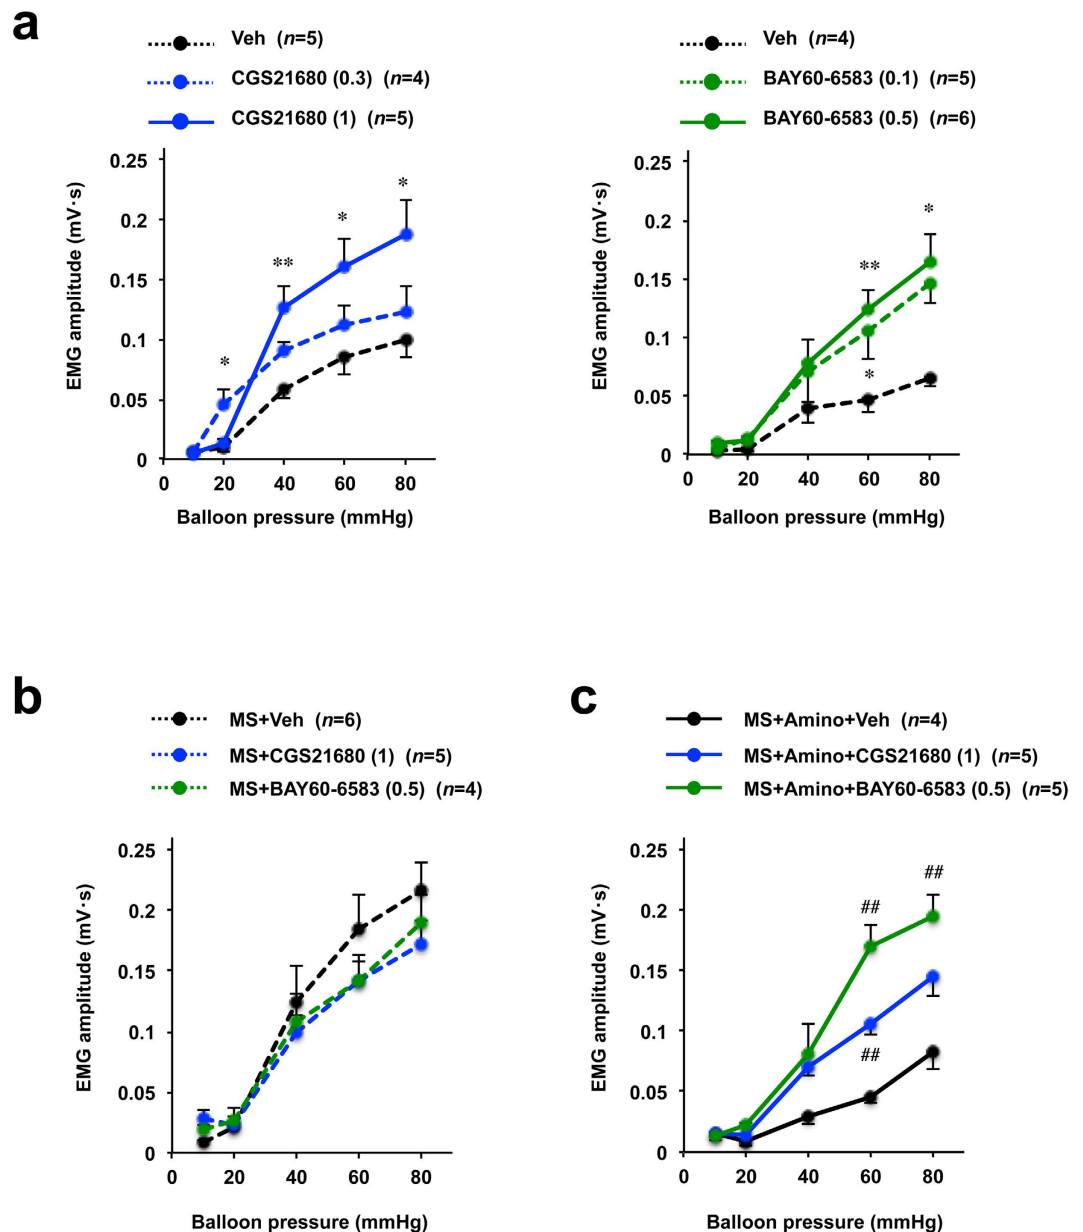 a
Veh (n=5)
CGS21680 (0.3) (n=4)
CGS21680 (1) (n=5)
0.25
0.2
0.15
0.1
0.05
0
EMG amplitude (mV·s)
*
**
*
*
0 20 40 60 80
Balloon pressure (mmHg)
Veh (n=4)
BAY60-6583 (0.1) (n=5)
BAY60-6583 (0.5) (n=6)
0.25
0.2
0.15
0.1
0.05
0
EMG amplitude (mV·s)
*
**
*
0 20 40 60 80
Balloon pressure (mmHg)
b
MS+Veh (n=6)
MS+CGS21680 (1) (n=5)
MS+BAY60-6583 (0.5) (n=4)
0.25
0.2
0.15
0.1
0.05
0
EMG amplitude (mV·s)
0 20 40 60 80
Balloon pressure (mmHg)
c
MS+Amino+Veh (n=4)
MS+Amino+CGS21680 (1) (n=5)
MS+Amino+BAY60-6583 (0.5) (n=5)
0.25
0.2
0.15
0.1
0.05
0
EMG amplitude (mV·s)
##
##
##
0 20 40 60 80
Balloon pressure (mmHg)